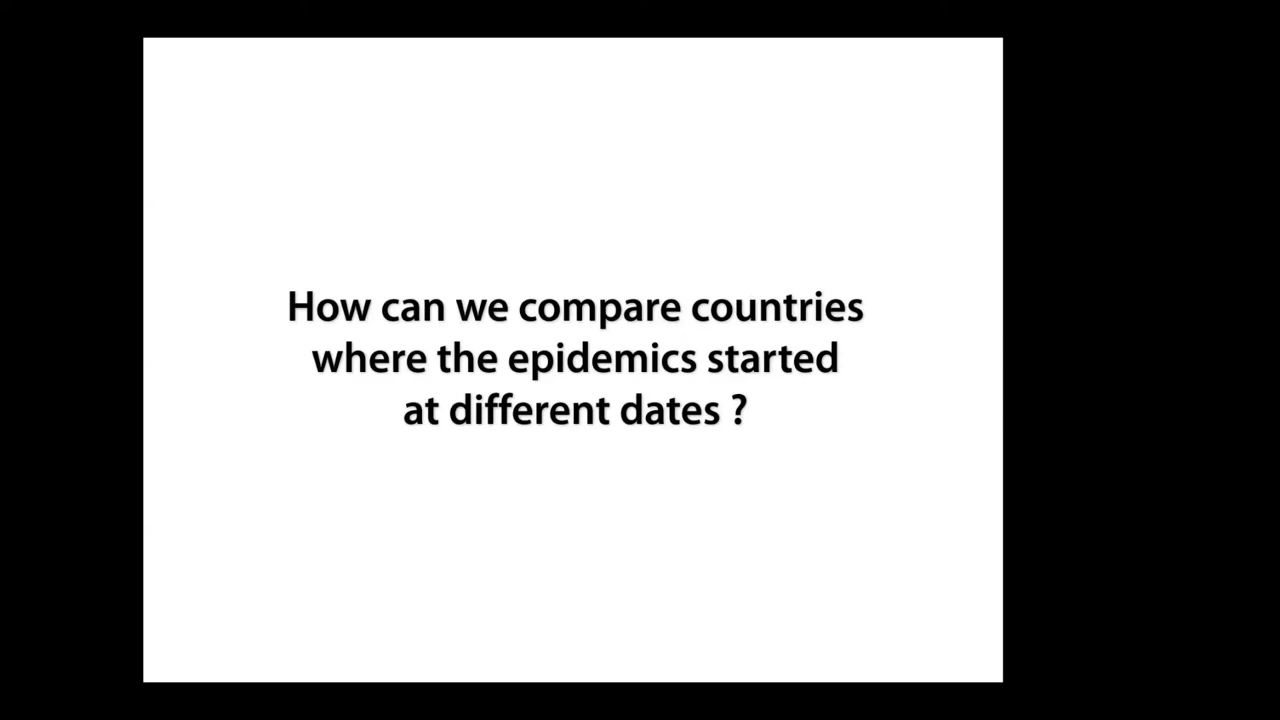 How can we compare countries
where the epidemics started
at different dates ?